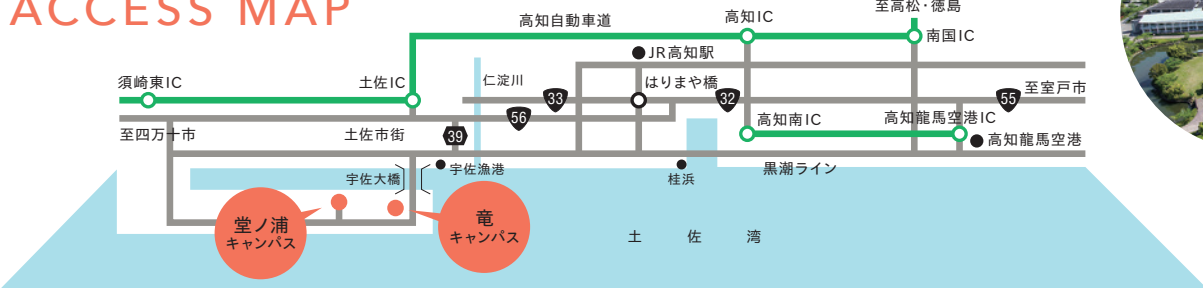 ACCESS MAP
至高松・徳島
高知自動車道
高知IC
南国IC
JR高知駅
須崎東IC
土佐IC
仁淀川
はりまや橋
至室戸市
33
32
55
56
高知南IC
高知龍馬空港IC
至四万十市
土佐市街
39
高知龍馬空港
宇佐大橋
宇佐漁港
桂浜
黒潮ライン
堂ノ浦
キャンパス
竜
キャンパス
土佐湾